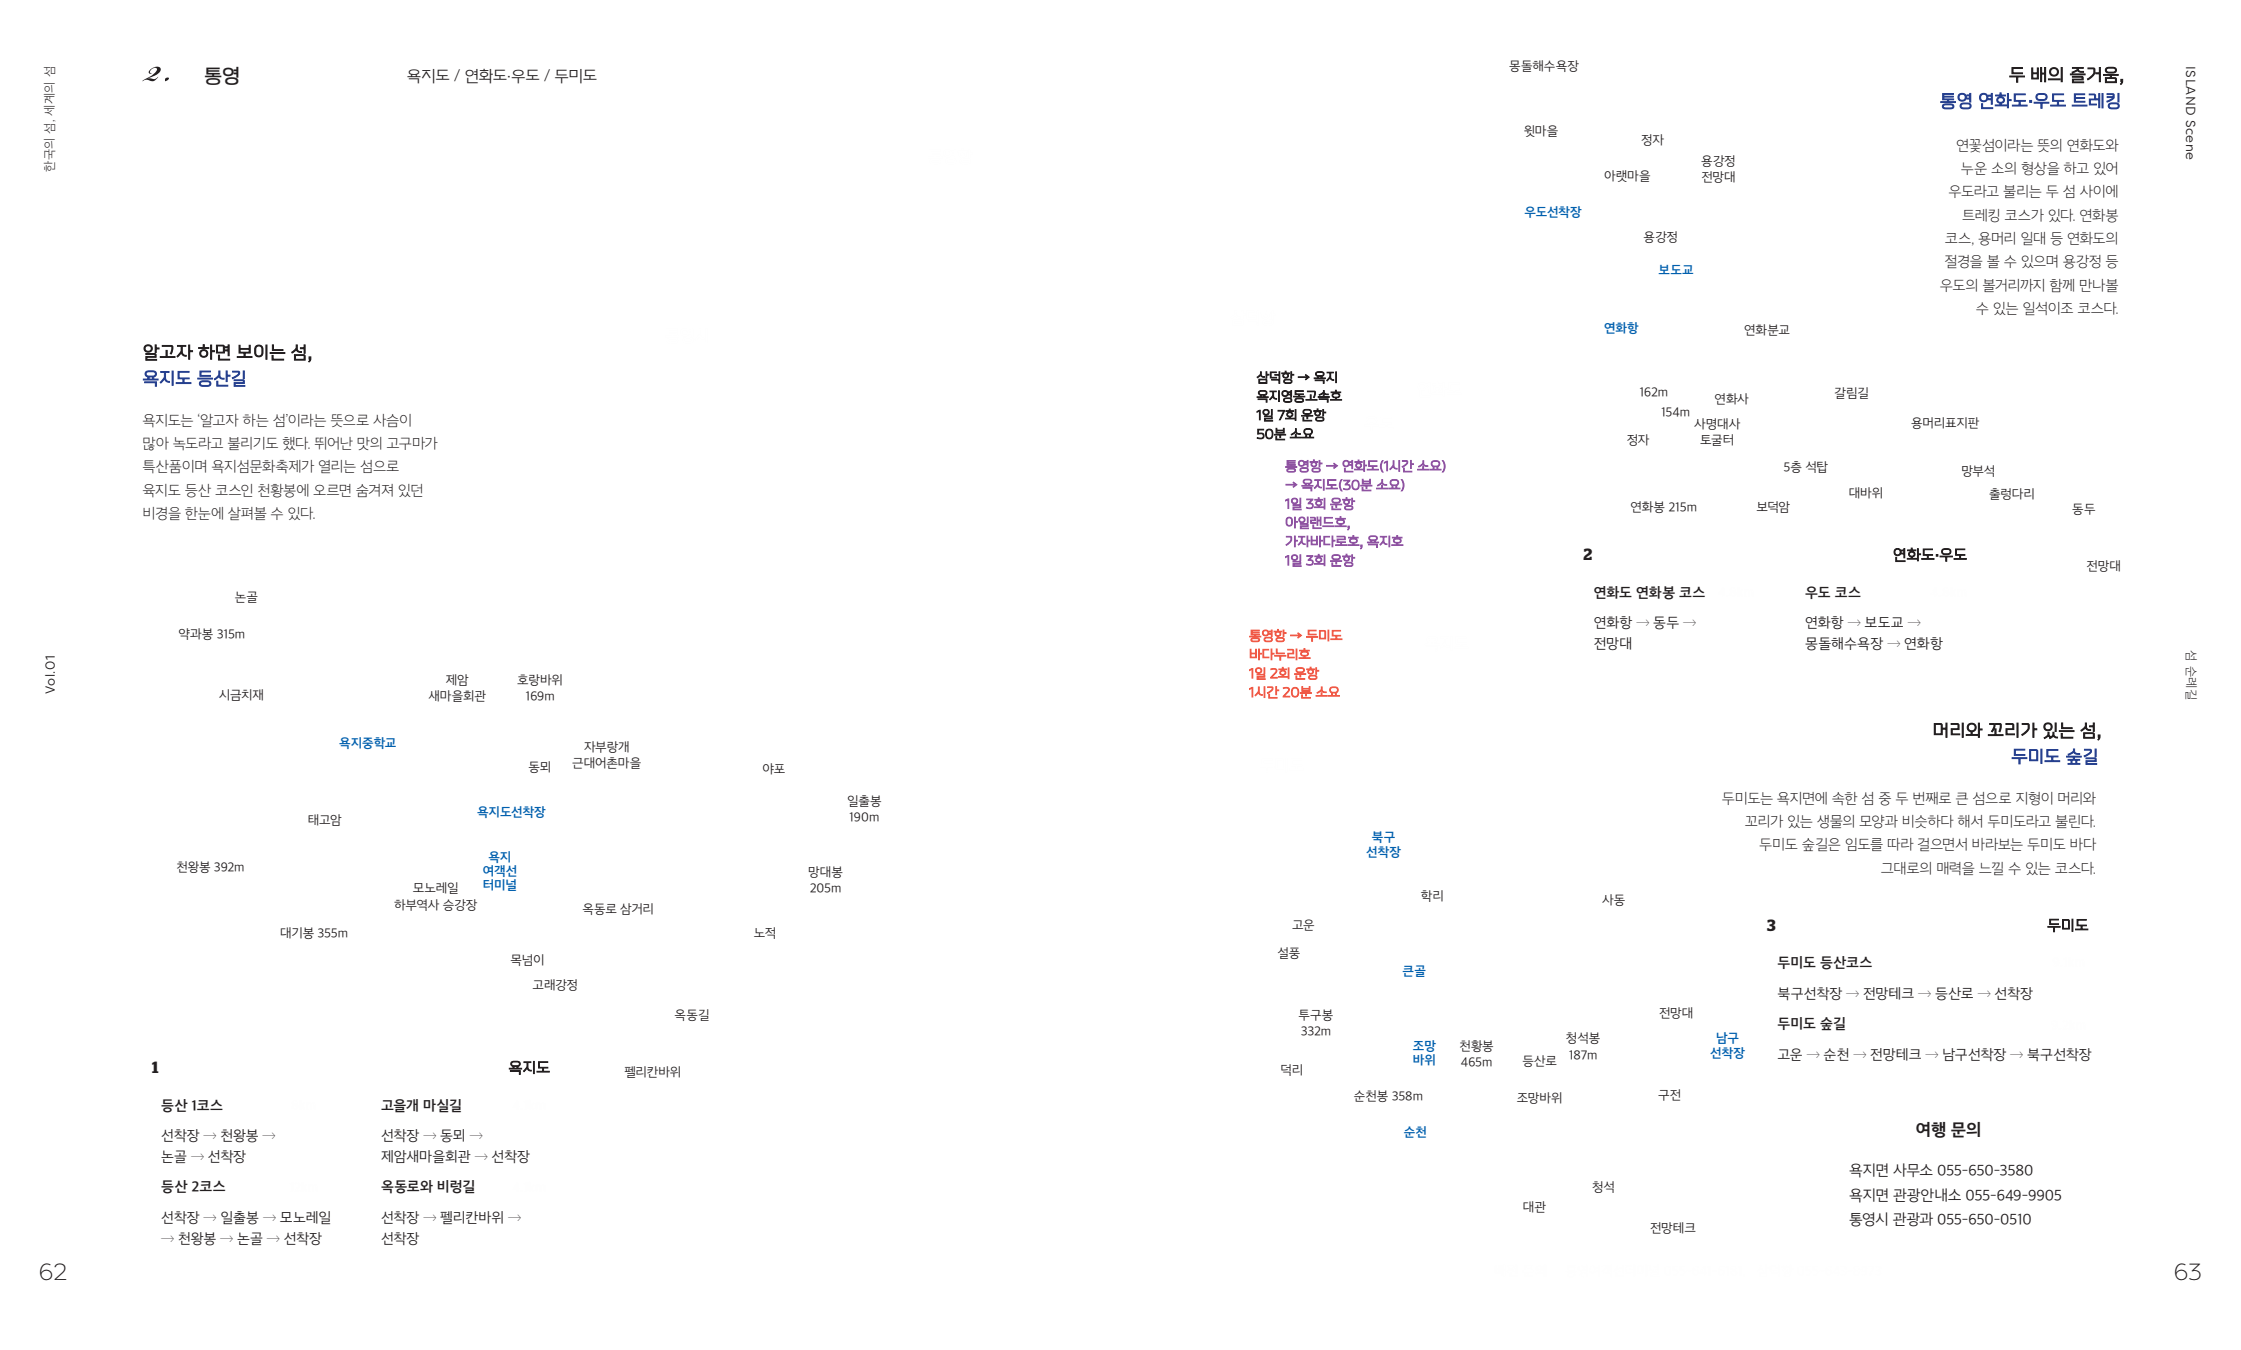 한국의 섬, 세계의 섬
2. 통영
욕지도 / 연화도·우도 / 두미도
알고자 하면 보이는 섬,
욕지도 등산길
욕지도는 ‘알고자 하는 섬’이라는 뜻으로 사슴이
많아 녹도라고 불리기도 했다. 뛰어난 맛의 고구마가
특산품이며 욕지섬문화축제가 열리는 섬으로
욕지도 등산 코스인 천황봉에 오르면 숨겨져 있던
비경을 한눈에 살펴볼 수 있다.
논골
약과봉 315m
Vol.01
시금치재
제암
새마을회관
호랑바위
169m
욕지중학교
동뫼
자부랑개
근대어촌마을
야포
욕지도선착장
일출봉
190m
태고암
천왕봉 392m
욕지
여객선
터미널
모노레일
하부역사 승강장
망대봉
205m
옥동로 삼거리
대기봉 355m
노적
목넘이
고래강정
옥동길
펠리칸바위
1
욕지도
등산 1코스
선착장 → 천왕봉 →
논골 → 선착장
등산 2코스
선착장 → 일출봉 → 모노레일
→ 천왕봉 → 논골 → 선착장
고을개 마실길
선착장 → 동뫼 →
제암새마을회관 → 선착장
옥동로와 비렁길
선착장 → 펠리칸바위 →
선착장
62
몽돌해수욕장
윗마을
정자
아랫마을
용강정
전망대
우도선착장
용강정
보도교
연화항
연화분교
두 배의 즐거움,
통영 연화도·우도 트레킹
연꽃섬이라는 뜻의 연화도와
누운 소의 형상을 하고 있어
우도라고 불리는 두 섬 사이에
트레킹 코스가 있다. 연화봉
코스, 용머리 일대 등 연화도의
절경을 볼 수 있으며 용강정 등
우도의 볼거리까지 함께 만나볼
수 있는 일석이조 코스다.
ISLAND Scene
삼덕항 → 욕지
욕지영동고속호
1일 7회 운항
50분 소요
통영항 → 연화도(1시간 소요)
→ 욕지도(30분 소요)
1일 3회 운항
아일랜드호,
가자바다로호, 욕지호
1일 3회 운항
통영항 → 두미도
바다누리호
1일 2회 운항
1시간 20분 소요
162m
154m
연화사
갈림길
사명대사
토굴터
정자
용머리표지판
5층 석탑
망부석
대바위
출렁다리
연화봉 215m
보덕암
동두
전망대
2
연화도·우도
연화도 연화봉 코스
연화항 → 동두 →
전망대
우도 코스
연화항 → 보도교 →
몽돌해수욕장 → 연화항
섬 순례길
머리와 꼬리가 있는 섬,
두미도 숲길
두미도는 욕지면에 속한 섬 중 두 번째로 큰 섬으로 지형이 머리와
꼬리가 있는 생물의 모양과 비슷하다 해서 두미도라고 불린다.
두미도 숲길은 임도를 따라 걸으면서 바라보는 두미도 바다
그대로의 매력을 느낄 수 있는 코스다.
북구
선착장
학리
사동
고운
설풍
큰골
투구봉
332m
전망대
조망
바위
천황봉
465m
등산로
청석봉
187m
남구
선착장
덕리
순천봉 358m
조망바위
구전
순천
청석
대관
전망테크
3
두미도
두미도 등산코스
북구선착장 → 전망테크 → 등산로 → 선착장
두미도 숲길
고운 → 순천 → 전망테크 → 남구선착장 → 북구선착장
여행 문의
욕지면 사무소 055-650-3580
욕지면 관광안내소 055-649-9905
통영시 관광과 055-650-0510
63